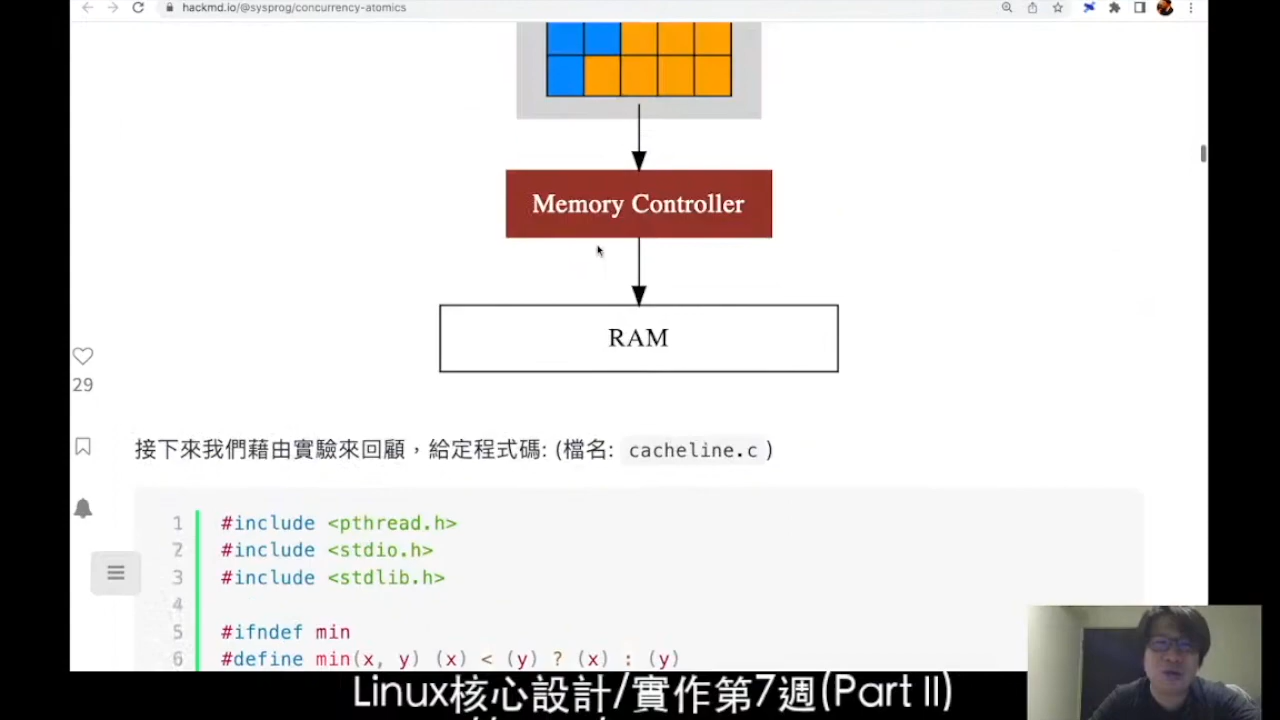 hackmd.io/@sysprog/concurrency-atomics
Memory Controller
RAM
29
接下來我們藉由實驗來回顧，給定程式碼: (檔名: cacheline.c )
1 #include <pthread.h>
2 #include <stdio.h>
3 #include <stdlib.h>
4
5 #ifndef min
6 #define min(x, y) (x) < (y) ? (x) : (y)
Linux核心設計/實作第7週(Part II)